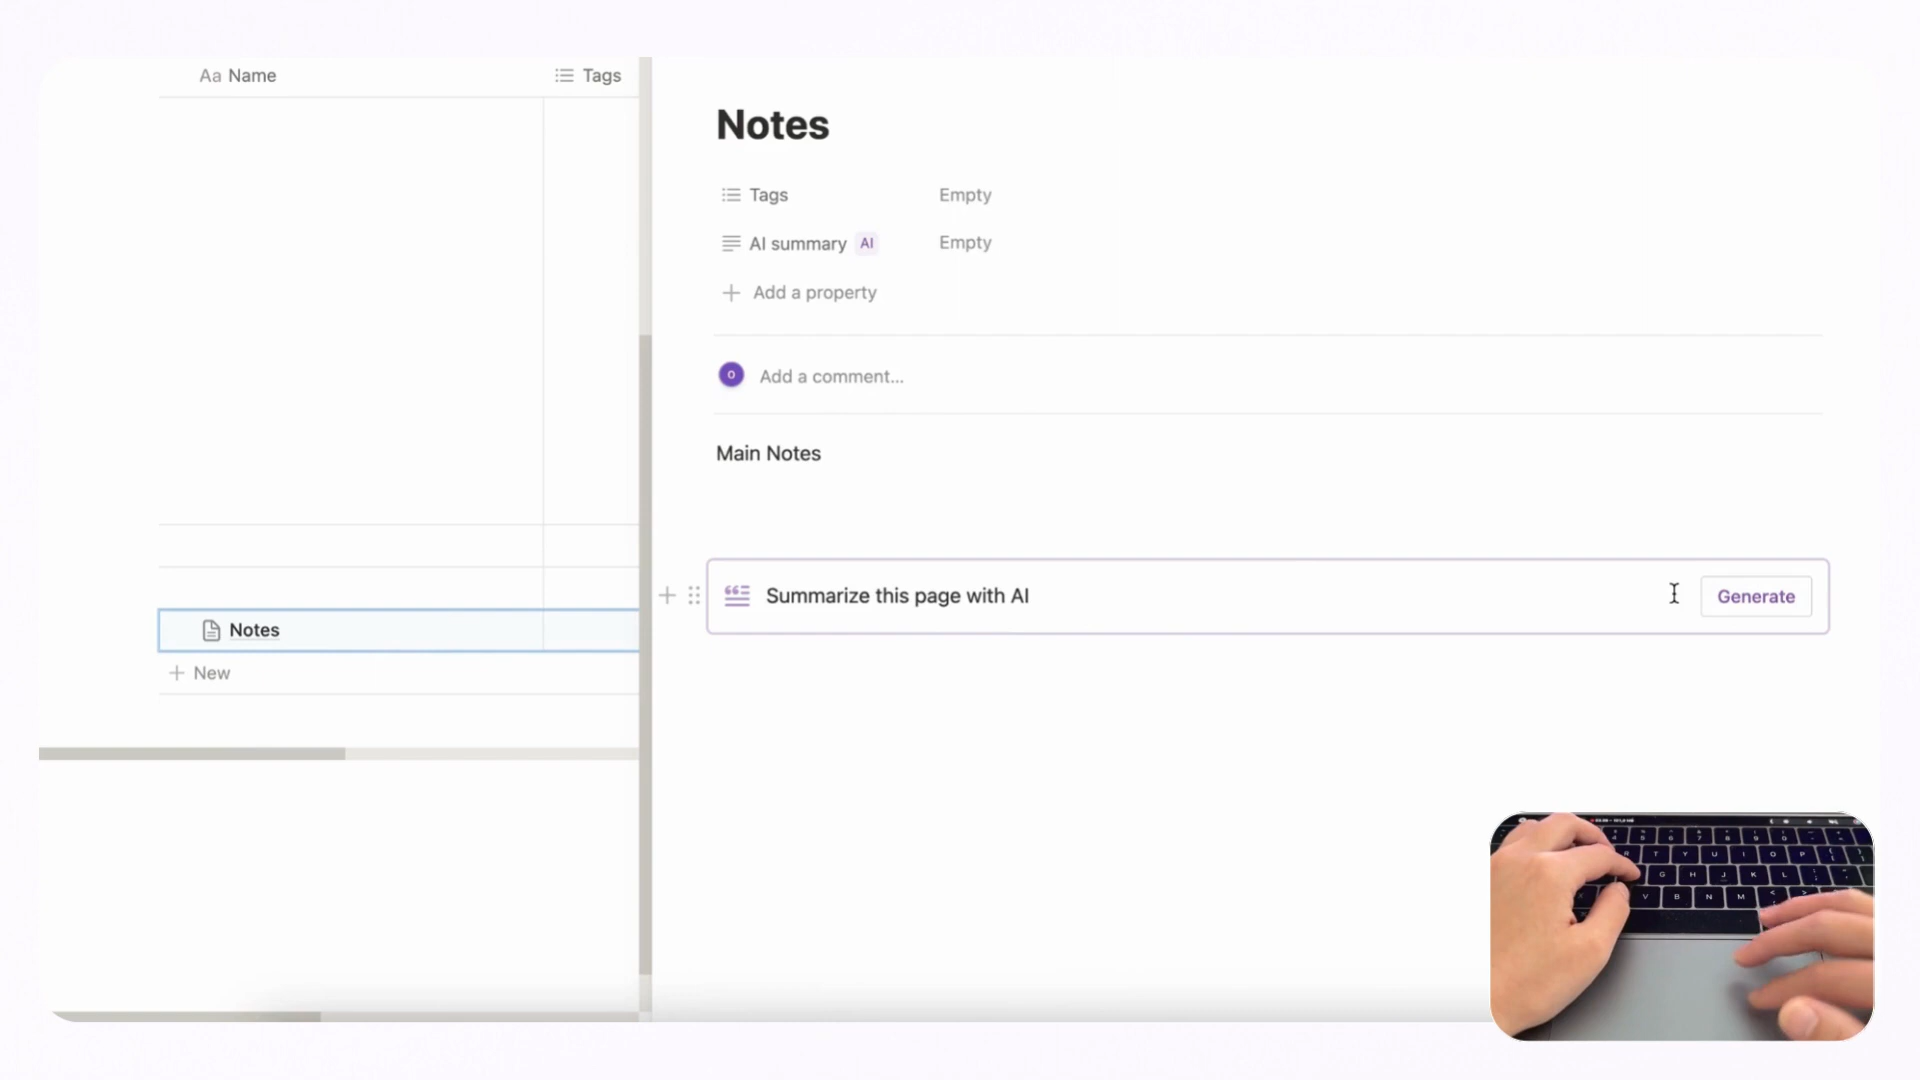 Aa Name
Tags
Notes
Tags
Empty
AI summary AI
Empty
+ Add a property
O Add a comment...
Main Notes
Summarize this page with AI
Generate
Notes
+ New
R T Y U I O P
G H J K L
V B N M